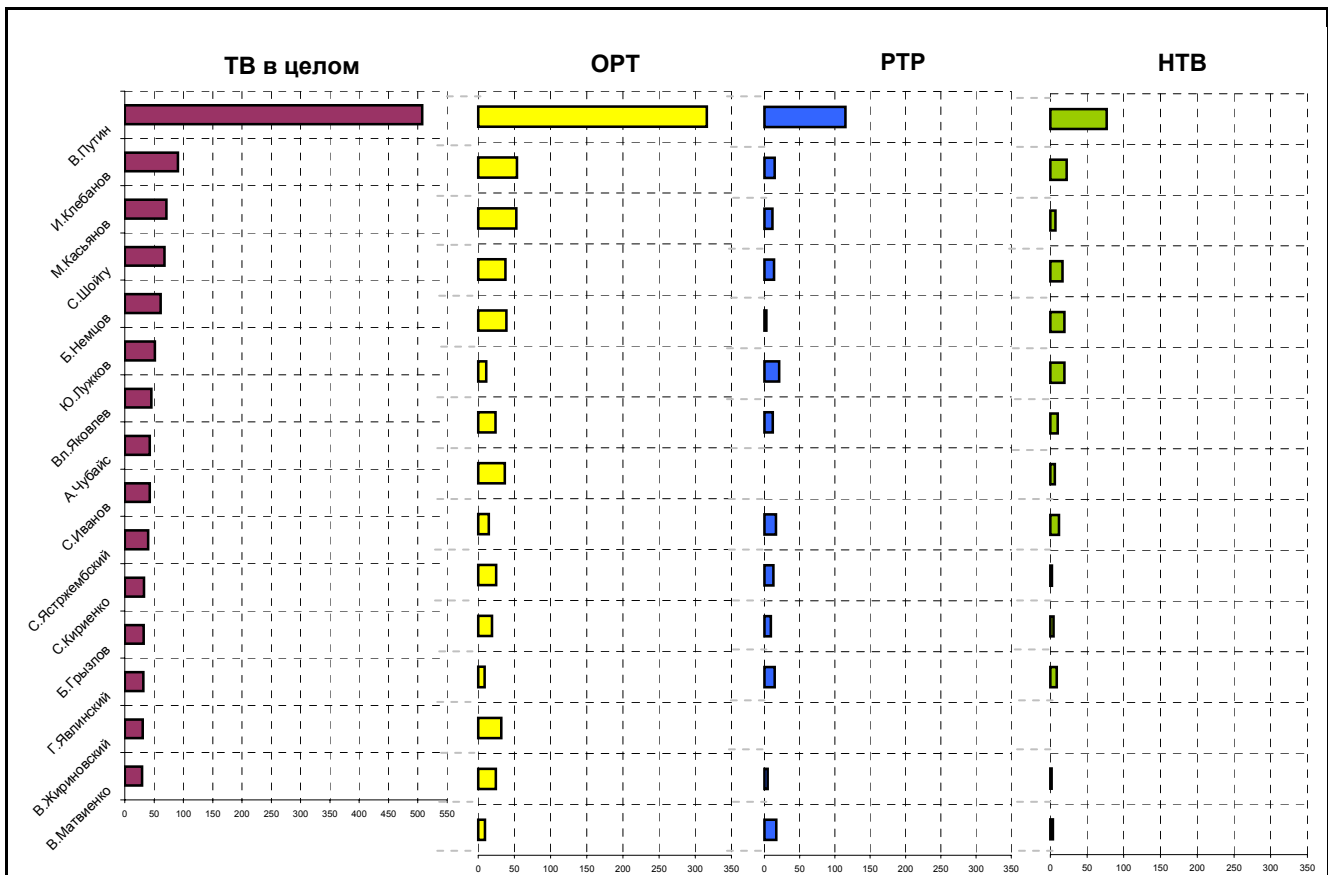 ТВ в целом
ОРТ
РТР
НТВ
В.Путин
И.Клебанов
М.Касьянов
С.Шойгу
Б.Немцов
Ю.Лужков
Вл.Яковлев
А.Чубайс
С.Иванов
С.Ястржембский
С.Кириенко
Б.Грызлов
Г.Явлинский
В.Жириновский
В.Матвиенко
0 50 100 150 200 250 300 350 400 450 500 550
0 50 100 150 200 250 300 350
0 50 100 150 200 250 300 350
0 50 100 150 200 250 300 350